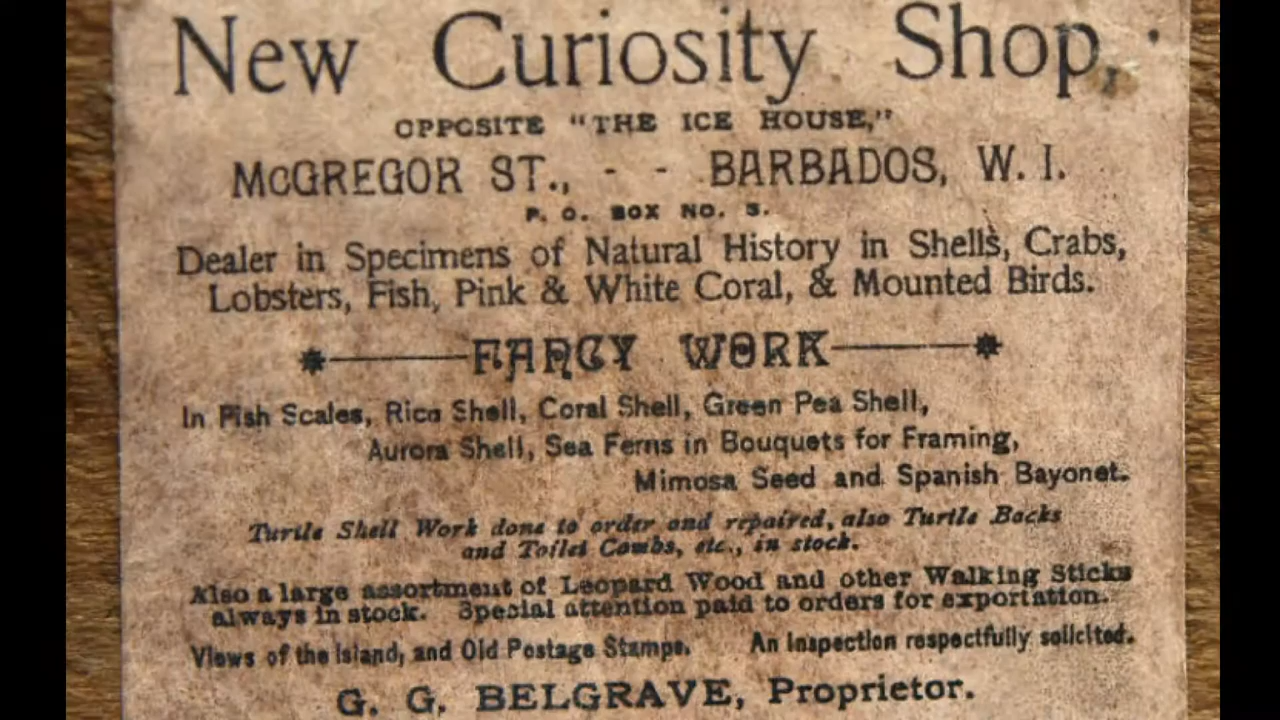 New Curiosity Shop,
OPPOSITE "THE ICE HOUSE,"
McGREGOR ST., - - BARBADOS, W. I.
P. O. BOX NO. 3.
Dealer in Specimens of Natural History in Shells, Crabs,
Lobsters, Fish, Pink & White Coral, & Mounted Birds.
FANCY WORK
In Fish Scales, Rice Shell, Coral Shell, Green Pea Shell,
Aurora Shell, Sea Ferns in Bouquets for Framing,
Mimosa Seed and Spanish Bayonet.
Turtle Shell Work done to order and repaired, also Turtle Backs
and Toilet Combs, etc., in stock.
Also a large assortment of Leopard Wood and other Walking Sticks
always in stock. Special attention paid to orders for exportation.
Views of the Island, and Old Postage Stamps. An inspection respectfully solicited.
G. G. BELGRAVE, Proprietor.